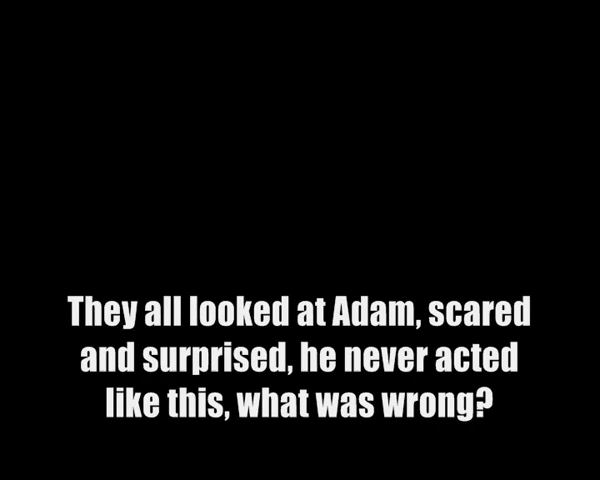 They all looked at Adam, scared
and surprised, he never acted
like this, what was wrong?